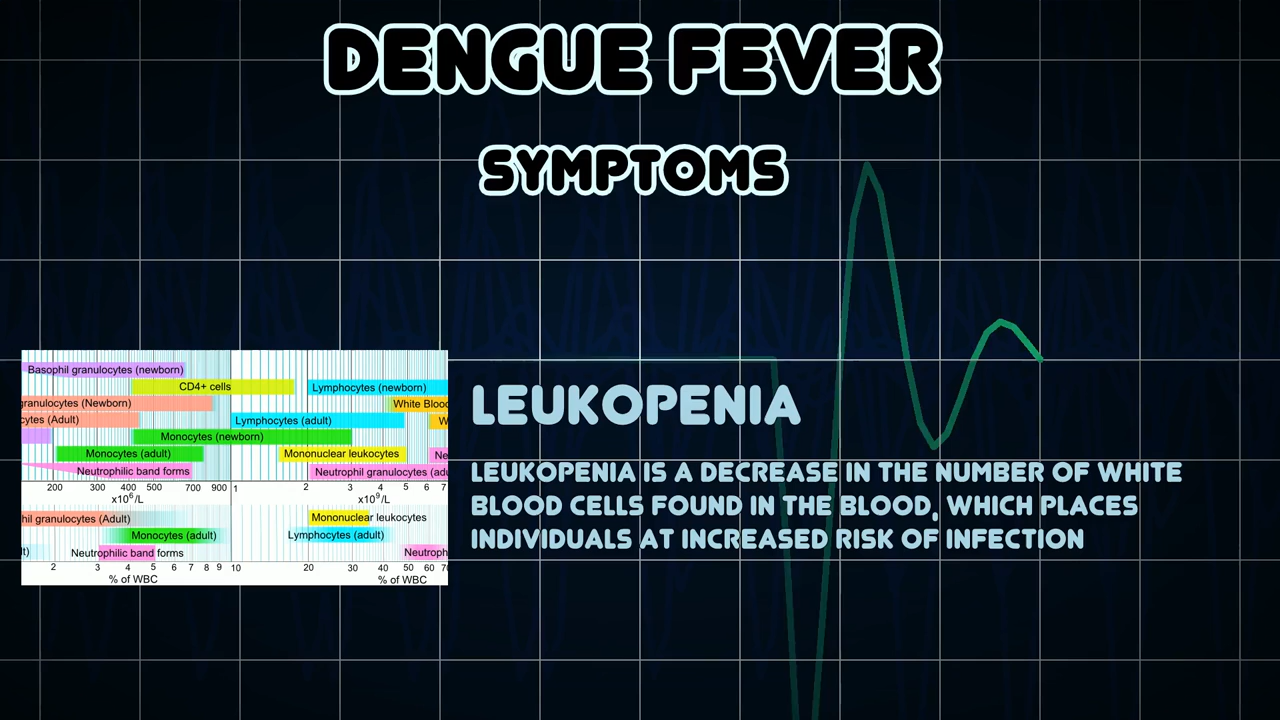 DENGUE FEVER
SYMPTOMS
Basophil granulocytes (newborn)
CD4+ cells
Lymphocytes (newborn)
granulocytes (Newborn)
White Blood
(Adult)
Lymphocytes (adult)
W
Monocytes (newborn)
Monocytes (adult)
Mononuclear leukocytes
Ne
Neutrophilic band forms
Neutrophil granulocytes (adu
200 300 400 500 700 900 1 2 3 4 5 6 7
x10⁶/L x10⁹/L
hil granulocytes (Adult)
Mononuclear leukocytes
Monocytes (adult)
Lymphocytes (adult)
lt)
Neutrophilic band forms
Neutroph
2 3 4 5 6 7 8 9 10 20 30 40 50 60 70
% of WBC % of WBC
LEUKOPENIA
LEUKOPENIA IS A DECREASE IN THE NUMBER OF WHITE
BLOOD CELLS FOUND IN THE BLOOD, WHICH PLACES
INDIVIDUALS AT INCREASED RISK OF INFECTION